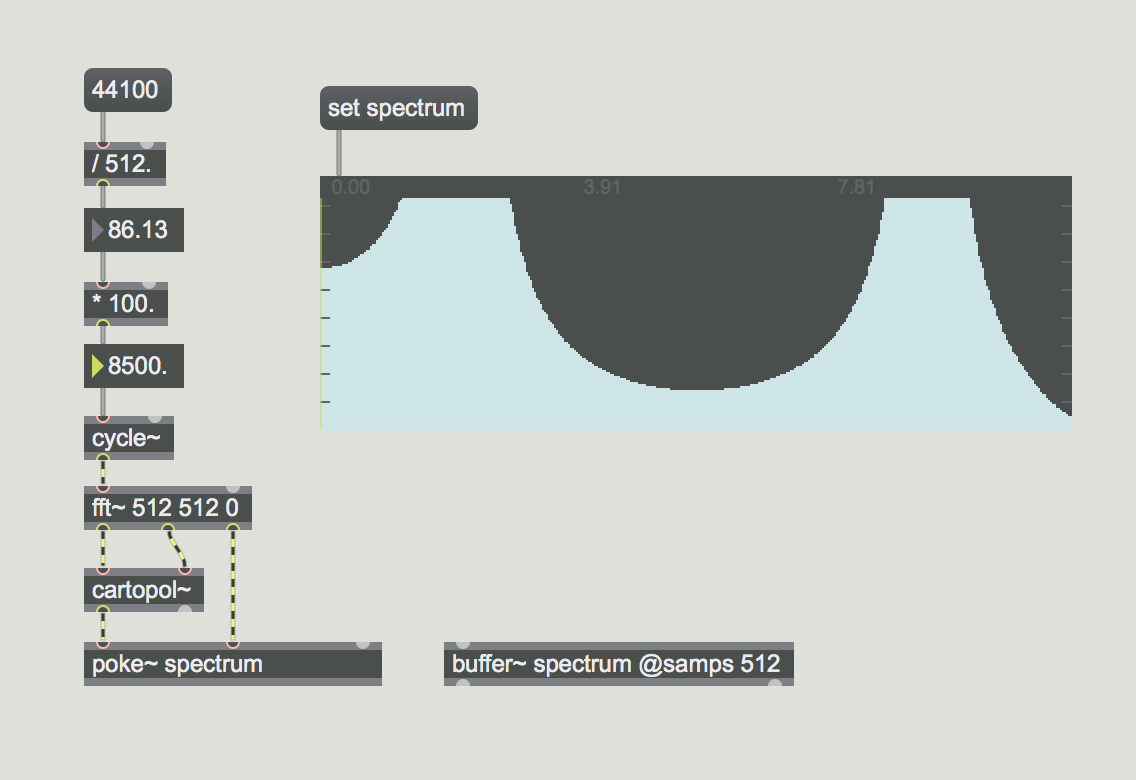 44100
set spectrum
/ 512.
0.00 3.91 7.81
86.13
* 100.
8500.
cycle~
fft~ 512 512 0
cartopol~
poke~ spectrum
buffer~ spectrum @samps 512